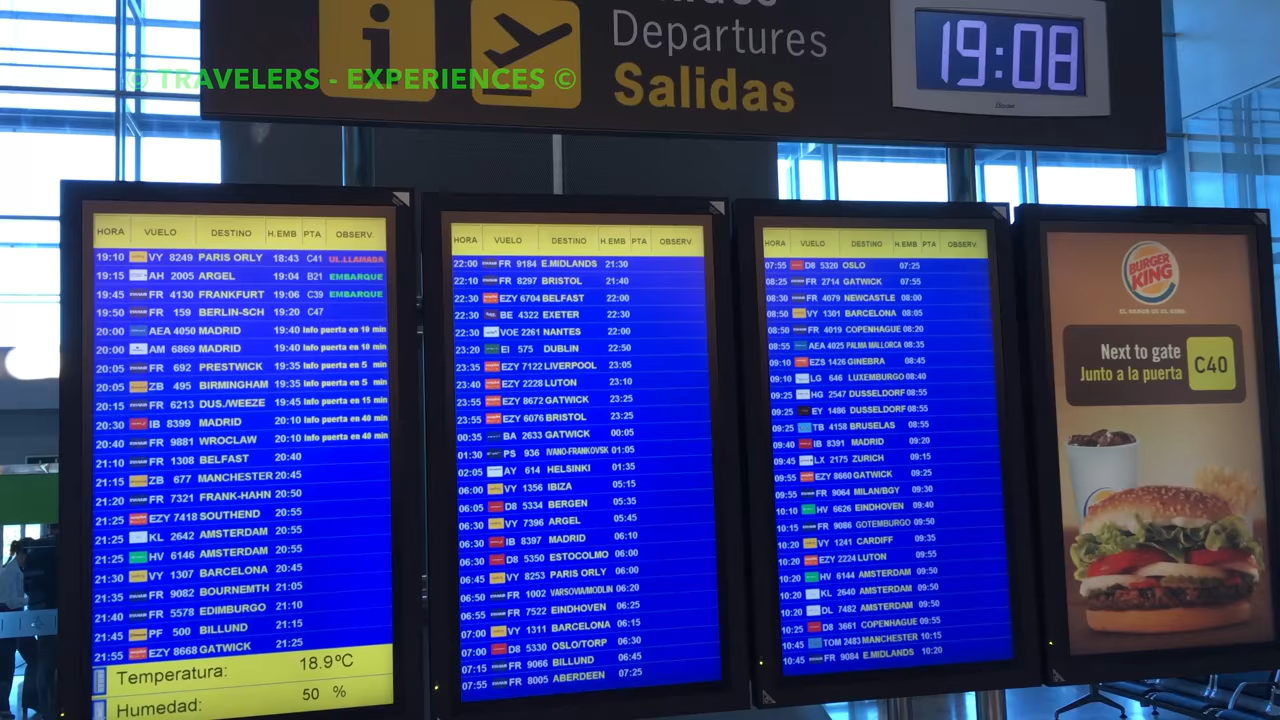 Departures
Salidas
19:08
© TRAVELERS - EXPERIENCES ©
HORA VUELO DESTINO H.EMB PTA OBSERV.
19:10 VY 8249 PARIS ORLY 18:43 C41 UL.LLAMADA
19:15 AH 2005 ARGEL 19:04 B21 EMBARQUE
19:45 FR 4130 FRANKFURT 19:06 C39 EMBARQUE
19:50 FR 159 BERLIN-SCH 19:20 C47
20:00 AEA 4050 MADRID 19:40 Info puerta en 10 min
20:00 AM 6869 MADRID 19:40 Info puerta en 10 min
20:05 FR 692 PRESTWICK 19:35 Info puerta en 5 min
20:05 ZB 495 BIRMINGHAM 19:35 Info puerta en 5 min
20:15 FR 6213 DUS./WEEZE 19:45 Info puerta en 15 min
20:30 IB 8399 MADRID 20:10 Info puerta en 40 min
20:40 FR 9881 WROCLAW 20:10 Info puerta en 40 min
21:10 FR 1308 BELFAST 20:40
21:15 ZB 677 MANCHESTER 20:45
21:20 FR 7321 FRANK-HAHN 20:50
21:25 EZY 7418 SOUTHEND 20:55
21:25 KL 2642 AMSTERDAM 20:55
21:25 HV 6146 AMSTERDAM 20:55
21:30 VY 1307 BARCELONA 20:45
21:35 FR 9082 BOURNEMTH 21:05
21:40 FR 5578 EDIMBURGO 21:10
21:45 PF 500 BILLUND 21:15
21:55 EZY 8668 GATWICK 21:25
Temperatura: 18.9ºC
Humedad: 50 %
HORA VUELO DESTINO H.EMB PTA OBSERV.
22:00 FR 9184 E.MIDLANDS 21:30
22:10 FR 8297 BRISTOL 21:40
22:30 EZY 6704 BELFAST 22:00
22:30 BE 4322 EXETER 22:30
22:30 VOE 2261 NANTES 22:00
23:20 EI 575 DUBLIN 22:50
23:35 EZY 7122 LIVERPOOL 23:05
23:40 EZY 2228 LUTON 23:10
23:55 EZY 8672 GATWICK 23:25
23:55 EZY 6076 BRISTOL 23:25
00:35 BA 2633 GATWICK 00:05
01:30 PS 936 IVANO-FRANKOVSK 01:05
02:05 AY 614 HELSINKI 01:35
06:00 VY 1356 IBIZA 05:15
06:05 D8 5334 BERGEN 05:35
06:30 VY 7396 ARGEL 05:45
06:30 IB 8397 MADRID 06:10
06:30 D8 5350 ESTOCOLMO 06:00
06:45 VY 8253 PARIS ORLY 06:00
06:50 FR 1002 VARSOVIA/MODLIN 06:20
06:55 FR 7522 EINDHOVEN 06:25
07:00 VY 1311 BARCELONA 06:15
07:00 D8 5330 OSLO/TORP 06:30
07:15 FR 9066 BILLUND 06:45
07:55 FR 8005 ABERDEEN 07:25
HORA VUELO DESTINO H.EMB PTA OBSERV.
07:55 D8 5320 OSLO 07:25
08:25 FR 2714 GATWICK 07:55
08:30 FR 4079 NEWCASTLE 08:00
08:50 VY 1301 BARCELONA 08:05
08:50 FR 4019 COPENHAGUE 08:20
08:55 AEA 4025 PALMA MALLORCA 08:35
09:10 EZS 1426 GINEBRA 08:45
09:10 LG 646 LUXEMBURGO 08:40
09:25 HG 2547 DUSSELDORF 08:55
09:25 EY 1486 DUSSELDORF 08:55
09:25 TB 4158 BRUSELAS 08:55
09:40 IB 8391 MADRID 09:20
09:45 LX 2175 ZURICH 09:15
09:55 EZY 8660 GATWICK 09:25
09:55 FR 9064 MILAN/BGY 09:30
10:10 HV 6626 EINDHOVEN 09:40
10:15 FR 9086 GOTEMBURGO 09:50
10:20 VY 1241 CARDIFF 09:35
10:20 EZY 2224 LUTON 09:55
10:20 HV 6144 AMSTERDAM 09:50
10:20 KL 2640 AMSTERDAM 09:50
10:20 DL 7482 AMSTERDAM 09:50
10:25 D8 3661 COPENHAGUE 09:55
10:45 TOM 2483 MANCHESTER 10:15
10:45 FR 9084 E.MIDLANDS 10:20
BURGER KING
Next to gate
Junto a la puerta
C40